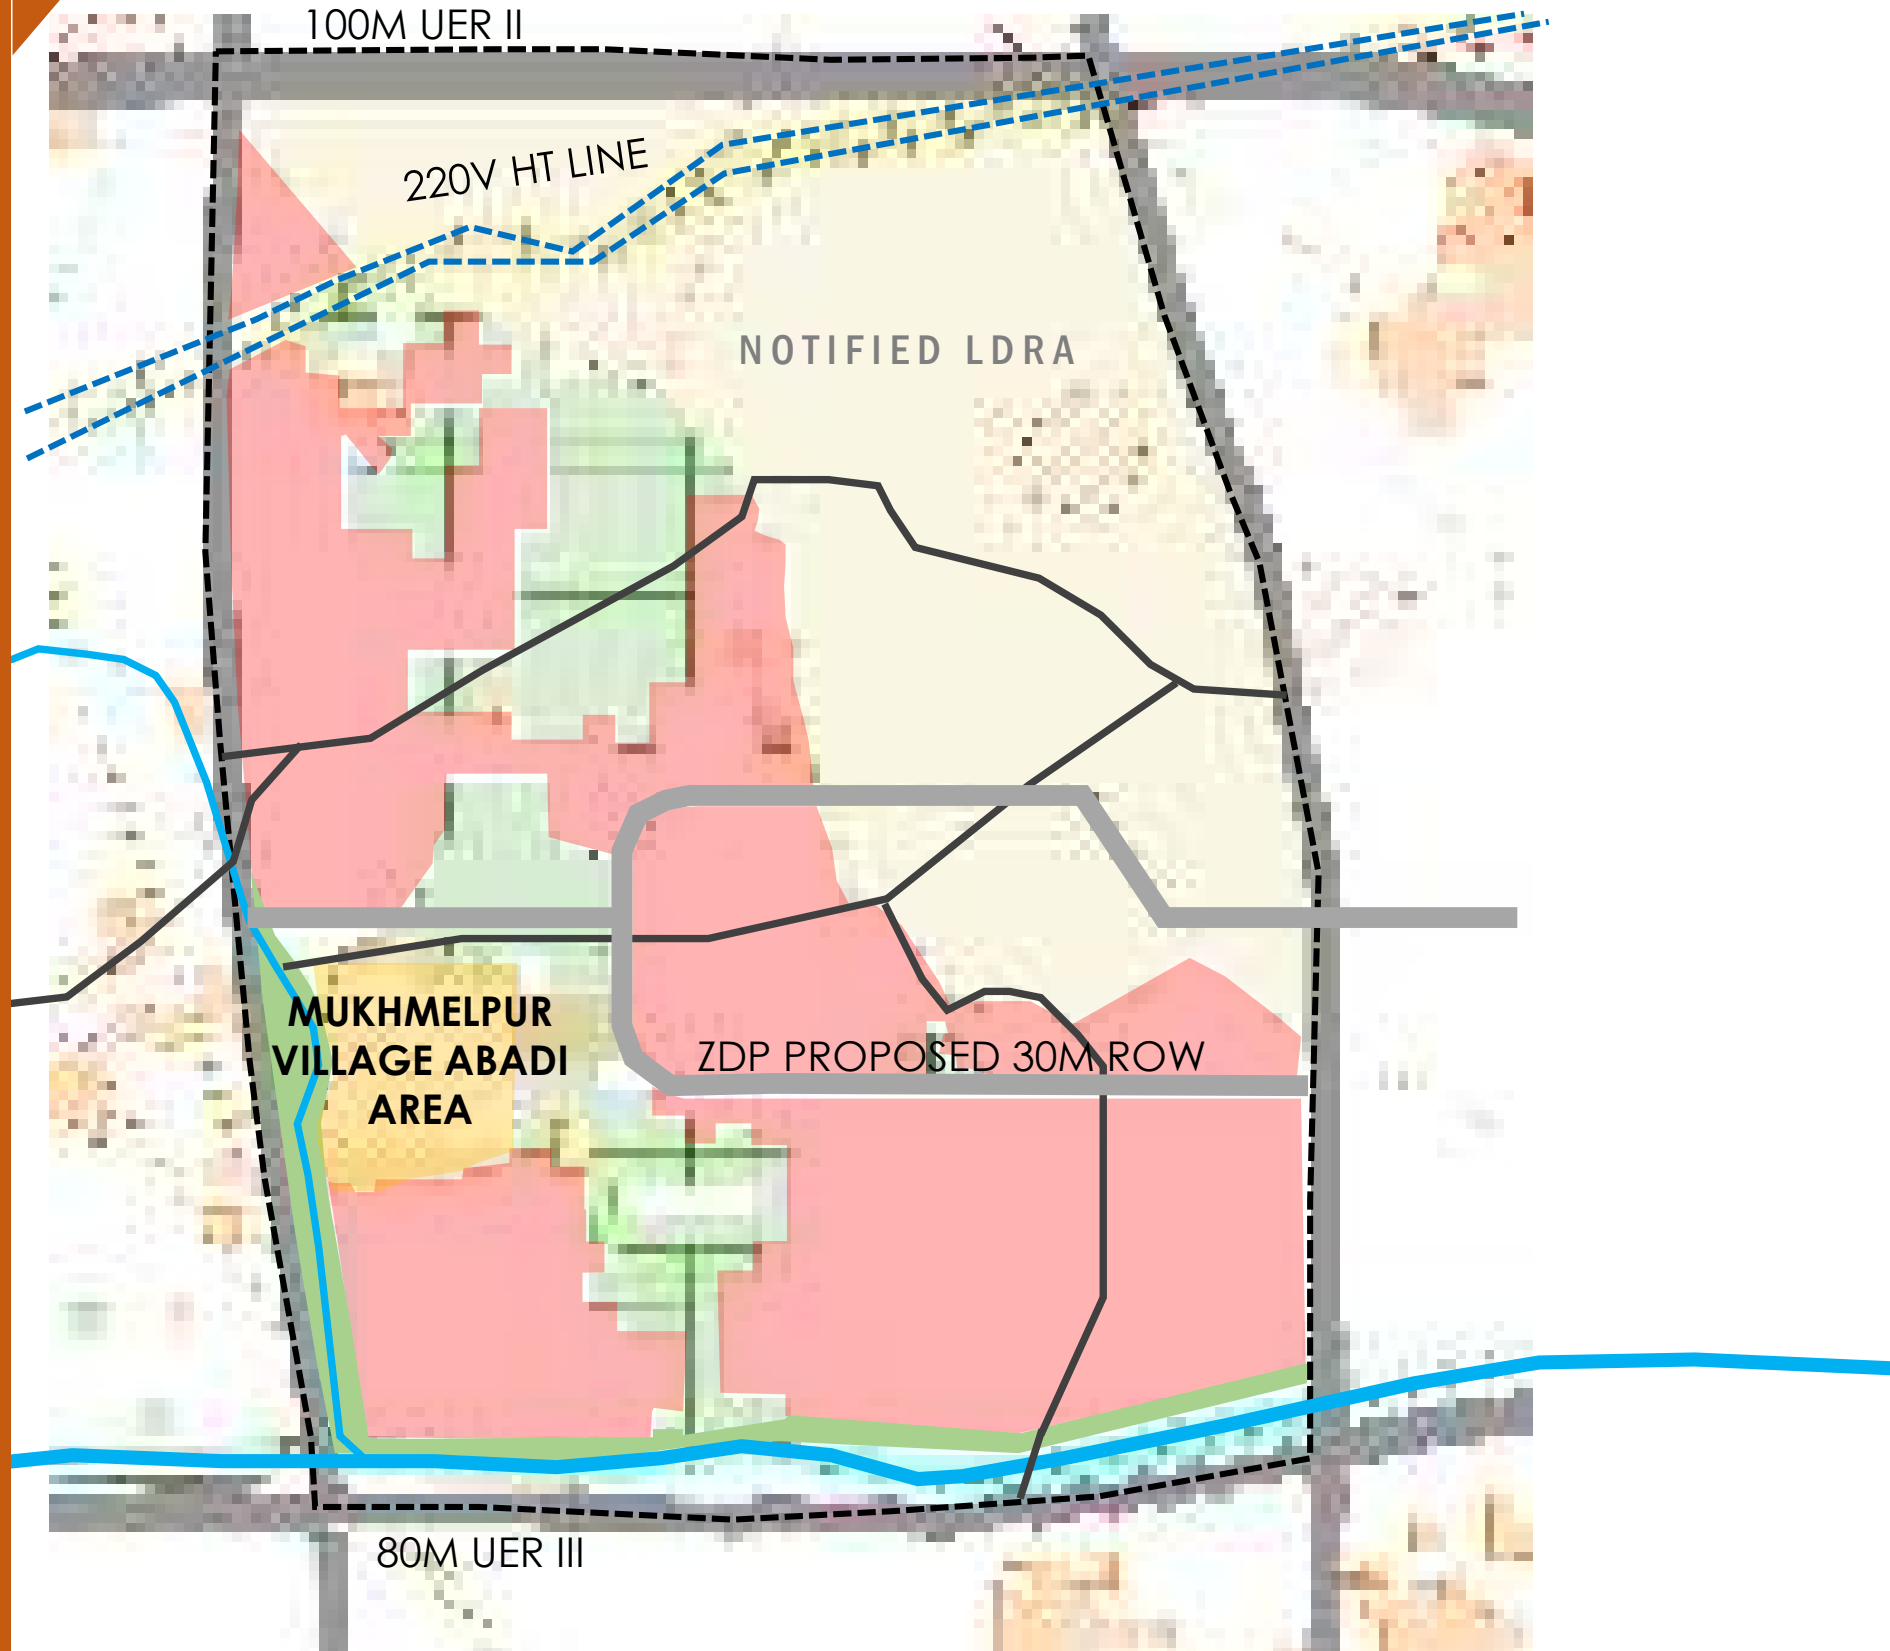 100M UER II
220V HT LINE
NOTIFIED LDRA
MUKHMELPUR
VILLAGE ABADI
AREA
ZDP PROPOSED 30M ROW
80M UER III